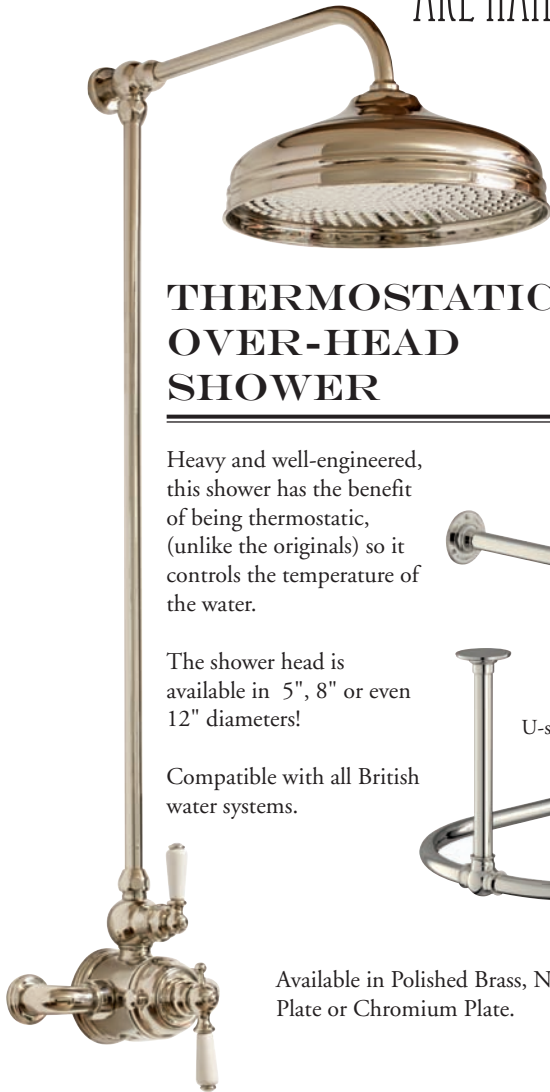 THERMOSTATIC
OVER-HEAD
SHOWER
Heavy and well-engineered,
this shower has the benefit
of being thermostatic,
(unlike the originals) so it
controls the temperature of
the water.
The shower head is
available in 5", 8" or even
12" diameters!
Compatible with all British
water systems.
Available in Polished Brass,
Plate or Chromium Plate.